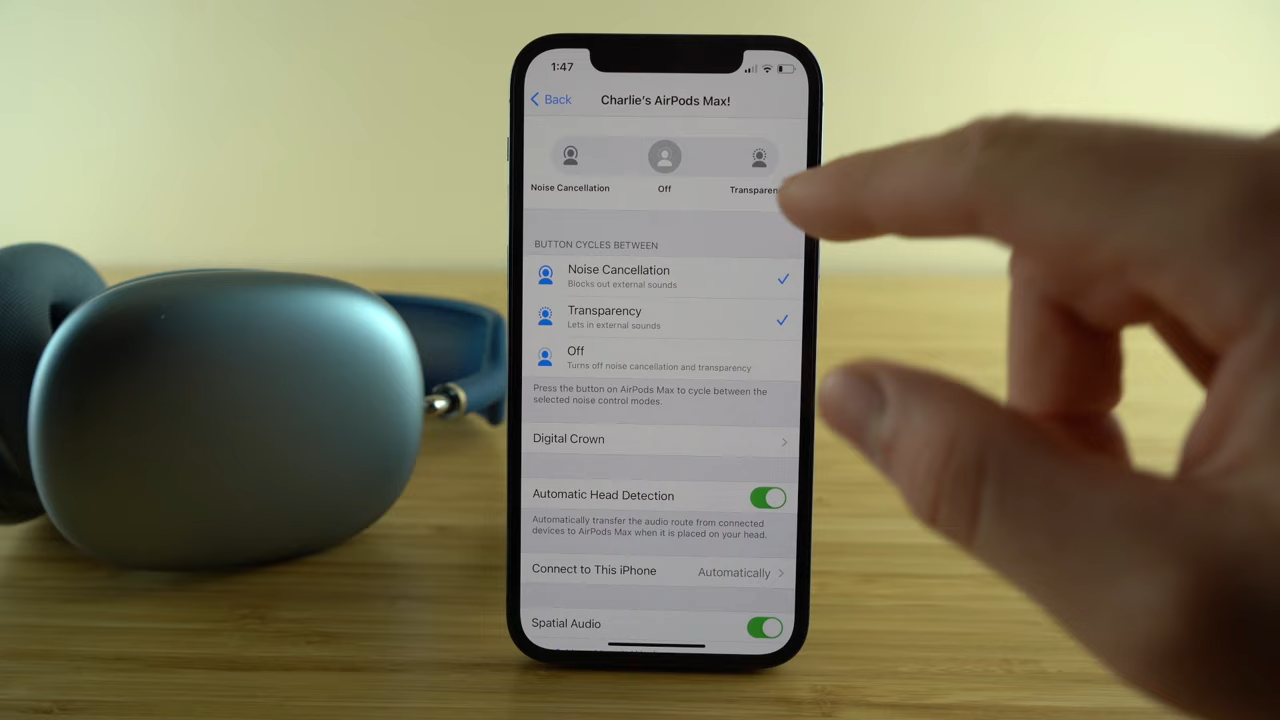 1:47
Back
Charlie's AirPods Max!
Noise Cancellation
Off
Transparen
BUTTON CYCLES BETWEEN
Noise Cancellation
Blocks out external sounds
Transparency
Lets in external sounds
Off
Turns off noise cancellation and transparency
Press the button on AirPods Max to cycle between the
selected noise control modes.
Digital Crown
Automatic Head Detection
Automatically transfer the audio route from connected
devices to AirPods Max when it is placed on your head.
Connect to This iPhone Automatically
Spatial Audio